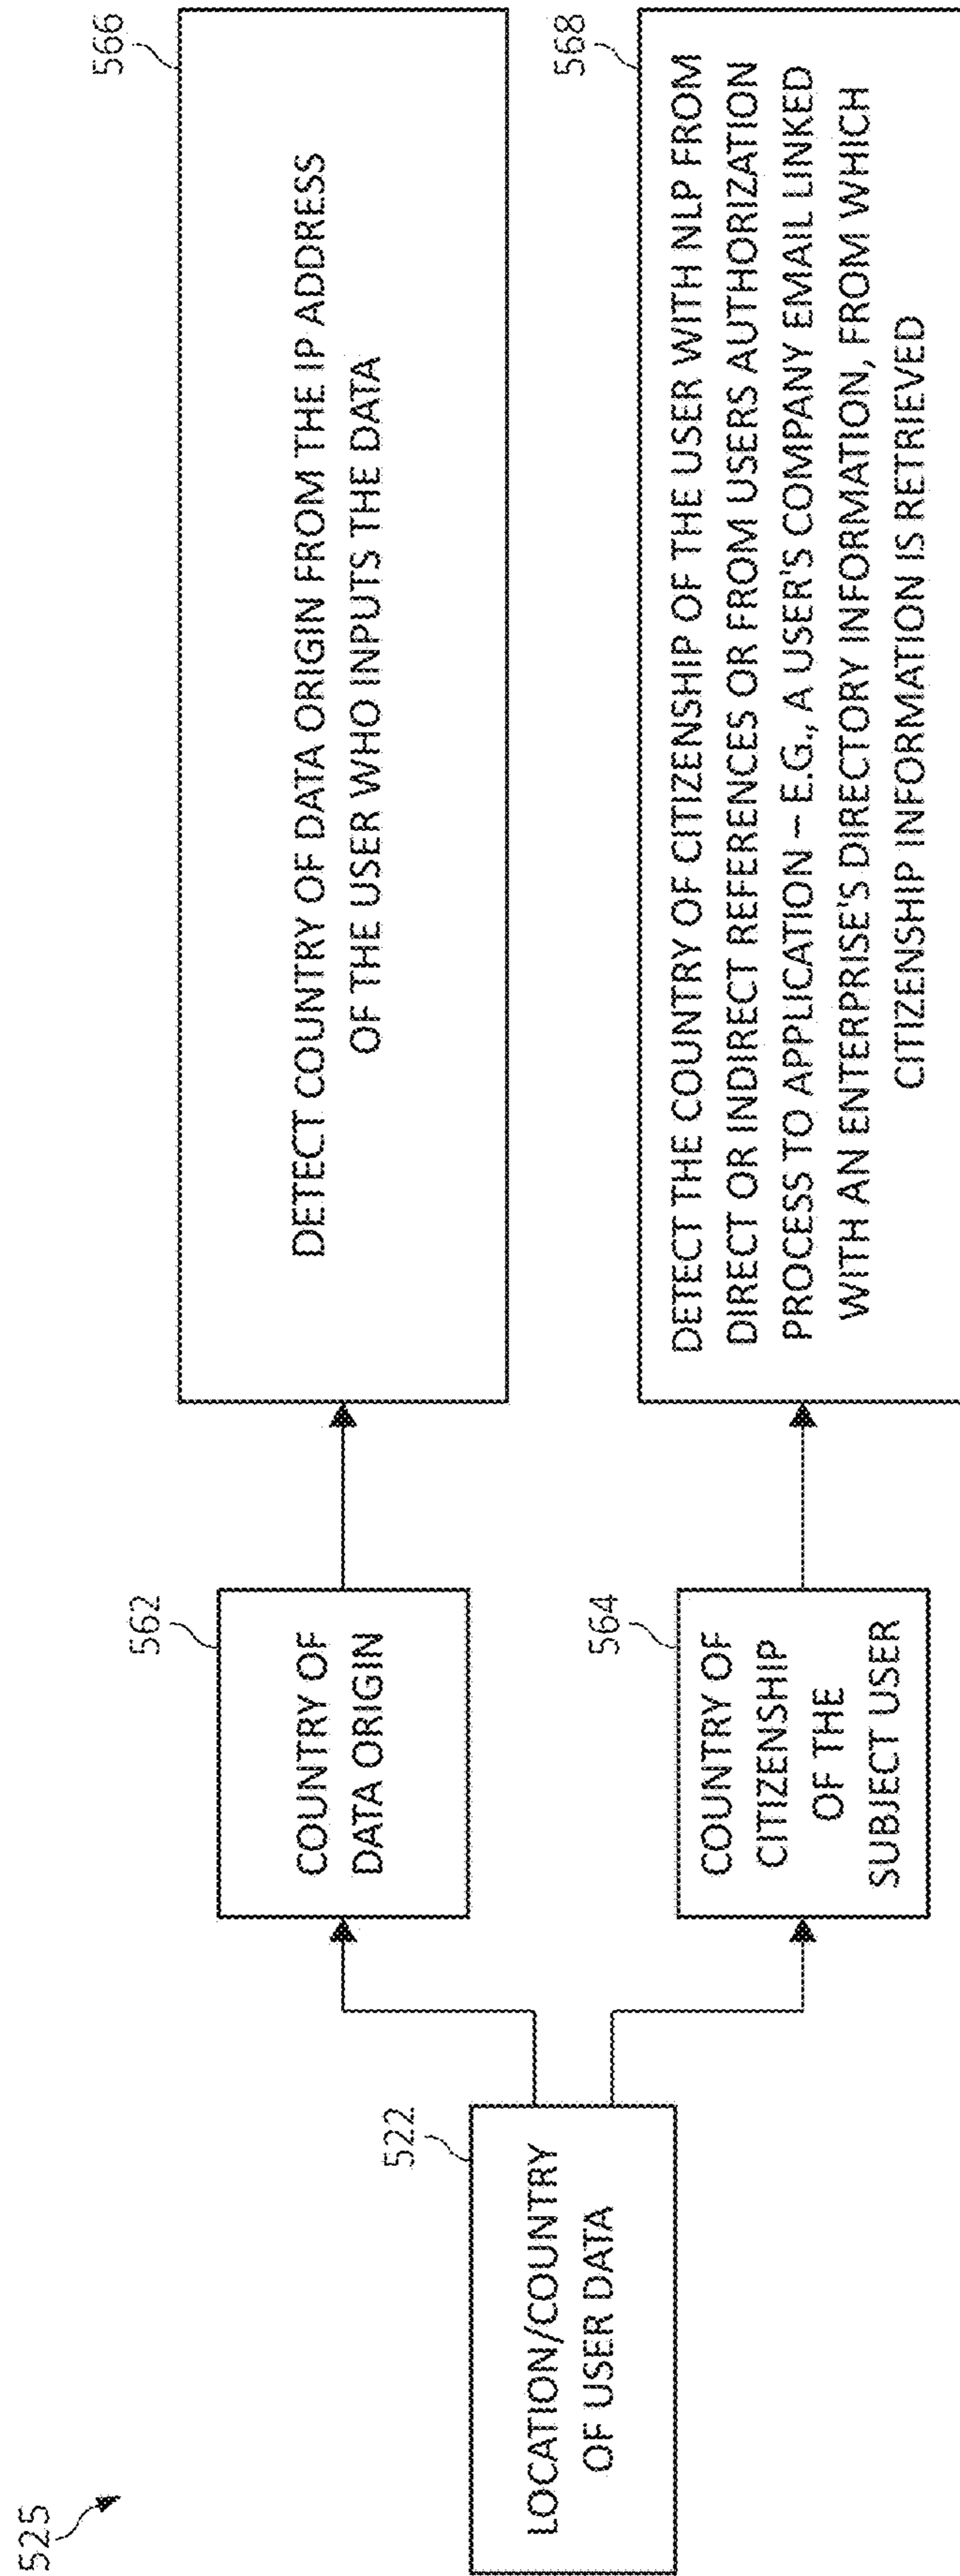 525
522
LOCATION/COUNTRY
OF USER DATA
562
COUNTRY OF
DATA ORIGIN
566
DETECT COUNTRY OF DATA ORIGIN FROM THE IP ADDRESS
OF THE USER WHO INPUTS THE DATA
564
COUNTRY OF
CITIZENSHIP
OF THE
SUBJECT USER
568
DETECT THE COUNTRY OF CITIZENSHIP OF THE USER WITH NLP FROM
DIRECT OR INDIRECT REFERENCES OR FROM USERS AUTHORIZATION
PROCESS TO APPLICATION – E.G., A USER'S COMPANY EMAIL LINKED
WITH AN ENTERPRISE'S DIRECTORY INFORMATION, FROM WHICH
CITIZENSHIP INFORMATION IS RETRIEVED